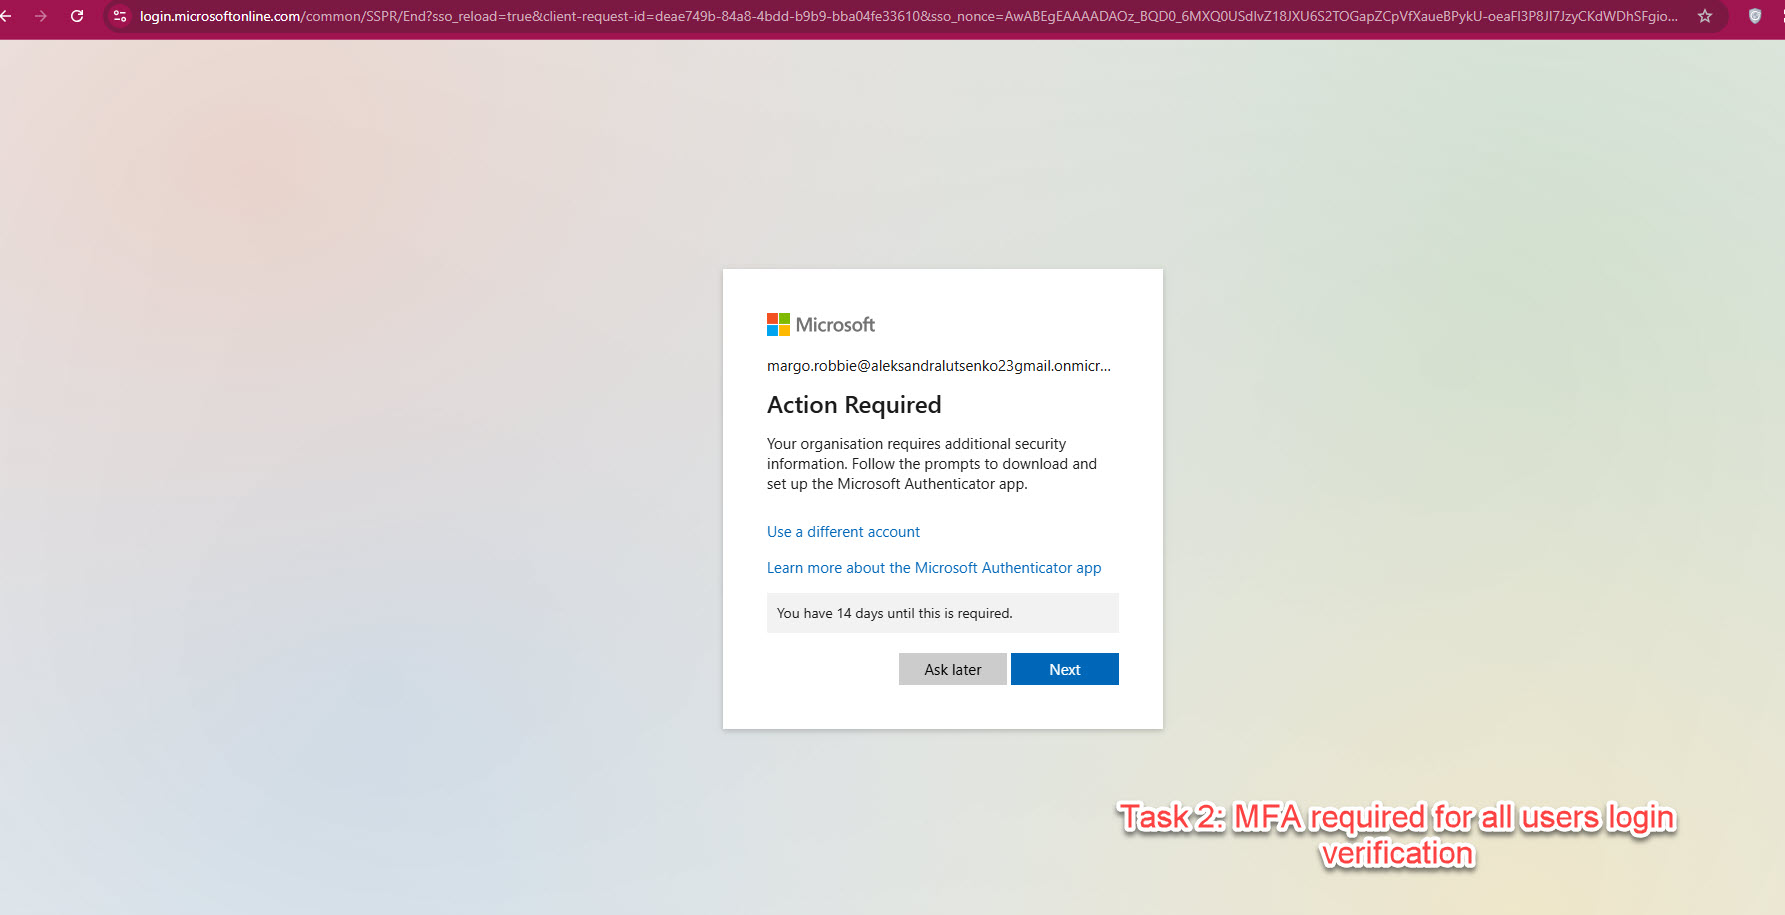 login.microsoftonline.com/common/SSPR/End?sso_reload=true&client-request-id=deae749b-84a8-4bdd-b9b9-bba04fe33610&sso_nonce=AwABEgEAAAADAOz_BQD0_6MXQ0USdIvZ18JXU6S2TOGapZCpVfXaueBPykU-oeaFI3P8JI7JzyCKdWDhSFgio...
Microsoft
margo.robbie@aleksandralutsenko23gmail.onmicr...
Action Required
Your organisation requires additional security
information. Follow the prompts to download and
set up the Microsoft Authenticator app.
Use a different account
Learn more about the Microsoft Authenticator app
You have 14 days until this is required.
Ask later Next
Task 2: MFA required for all users login
verification